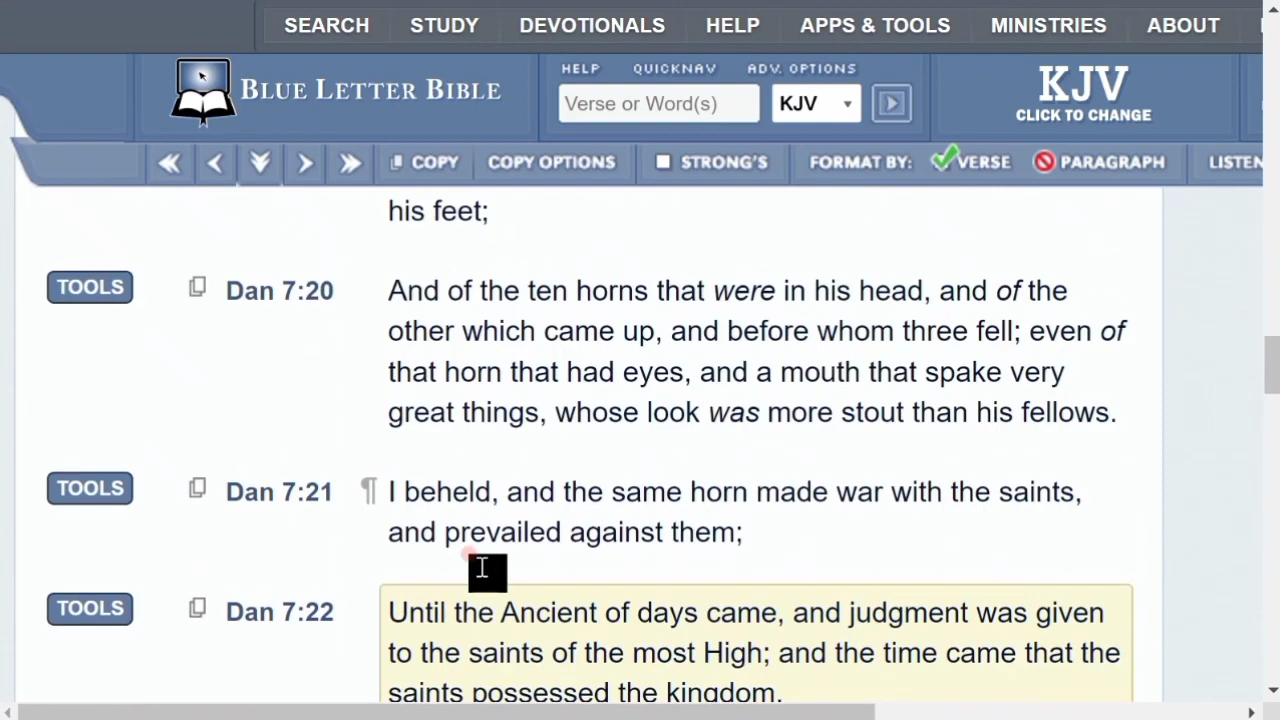 SEARCH STUDY DEVOTIONALS HELP APPS & TOOLS MINISTRIES ABOUT
HELP QUICKNAV ADV. OPTIONS
BLUE LETTER BIBLE
Verse or Word(s) KJV
KJV
CLICK TO CHANGE
COPY COPY OPTIONS STRONG'S FORMAT BY: VERSE PARAGRAPH LISTEN
his feet;
TOOLS Dan 7:20 And of the ten horns that were in his head, and of the
other which came up, and before whom three fell; even of
that horn that had eyes, and a mouth that spake very
great things, whose look was more stout than his fellows.
TOOLS Dan 7:21 ¶ I beheld, and the same horn made war with the saints,
and prevailed against them;
TOOLS Dan 7:22 Until the Ancient of days came, and judgment was given
to the saints of the most High; and the time came that the
saints possessed the kingdom.